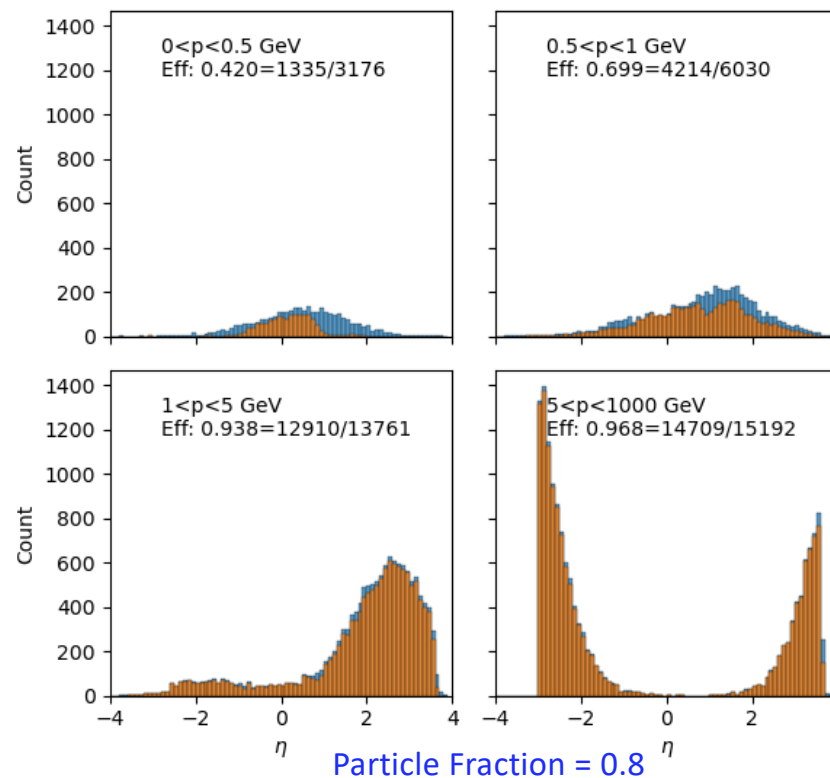 1400
1200
1000
800
600
400
200
0
Count
0<p<0.5 GeV
Eff: 0.420=1335/3176
0.5<p<1 GeV
Eff: 0.699=4214/6030
1400
1200
1000
800
600
400
200
0
Count
1<p<5 GeV
Eff: 0.938=12910/13761
5<p<1000 GeV
Eff: 0.968=14709/15192
−4 −2 0 2 4
−4 −2 0 2
η
η
Particle Fraction = 0.8